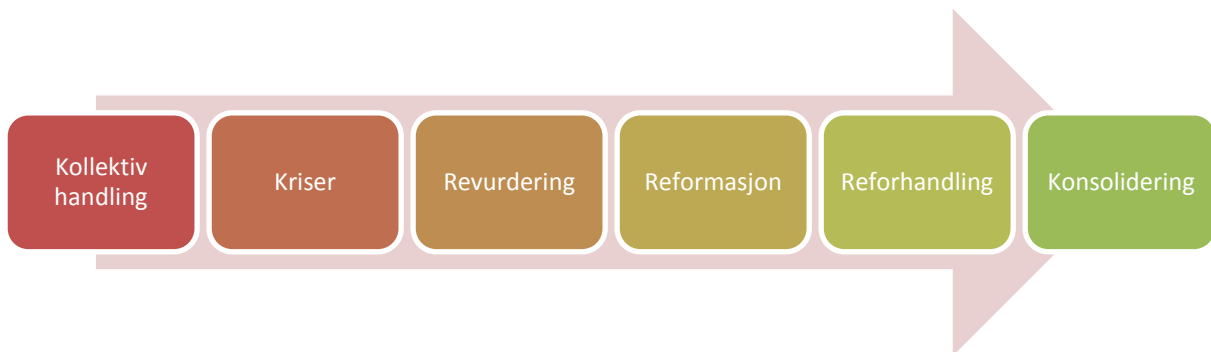 Kollektiv
handling
Kriser
Revurdering
Reformasjon
Reforhandling
Konsolidering